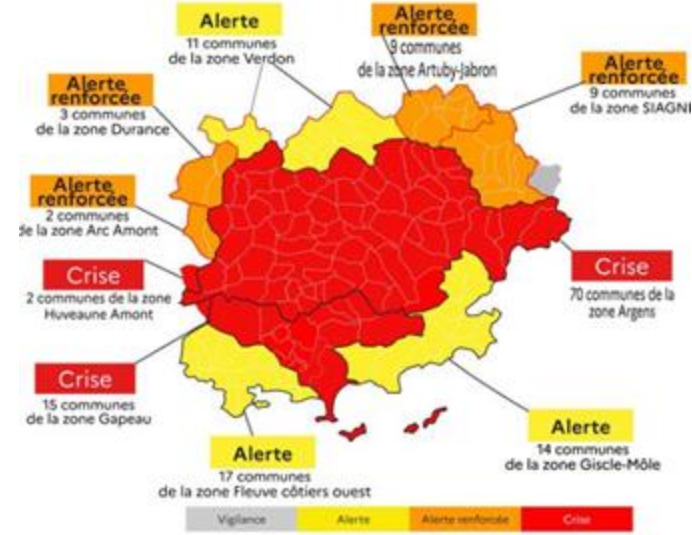 Alerte
11 communes
de la zone Verdon
Alerte
renforcée
9 communes
de la zone Artuby-Jabron
Alerte
renforcée
9 communes
de la zone SIAGN
Alerte
renforcée
3 communes
de la zone Durance
Alerte
renforcée
2 communes
de la zone Arc Amont
Crise
2 communes de la zone
Huveaune Amont
Crise
70 communes de la
zone Argens
Crise
15 communes
de la zone Gapeau
Alerte
14 communes
de la zone Giscle-Môle
Alerte
17 communes
de la zone Fleuve côtiers ouest
Vigilance
Alerte
Alerte renforcée
Crise